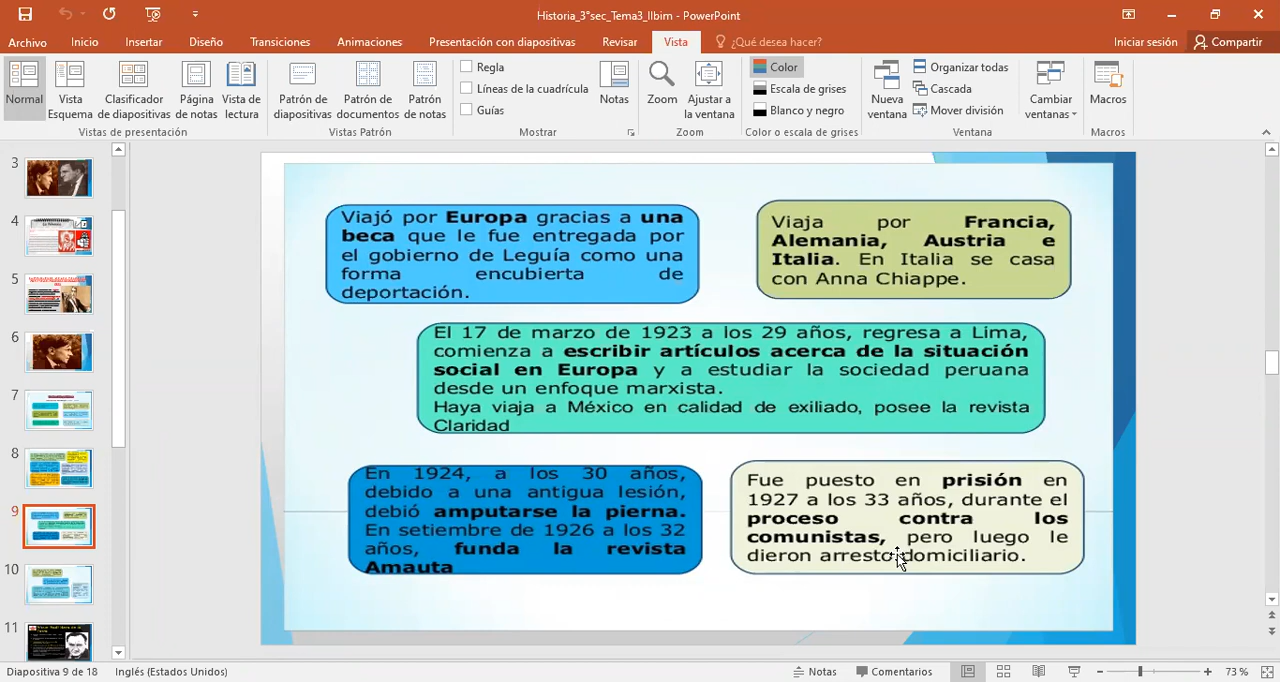 Historia_3°sec_Tema3_IIbim - PowerPoint
Archivo Inicio Insertar Diseño Transiciones Animaciones Presentación con diapositivas Revisar Vista ¿Qué desea hacer? Iniciar sesión Compartir
Normal
Vista
Esquema
Clasificador
de diapositivas
Página
de notas
Vista de
lectura
Vistas de presentación
Patrón de
diapositivas
Patrón de
documentos
Patrón
de notas
Vistas Patrón
Regla
Líneas de la cuadrícula
Guías
Notas
Mostrar
Zoom
Ajustar a
la ventana
Zoom
Color
Escala de grises
Blanco y negro
Color o escala de grises
Nueva
ventana
Organizar todas
Cascada
Mover división
Cambiar
ventanas
Ventana
Macros
Macros
3
4
5
6
7
8
9
10
11
Viajó por Europa gracias a una
beca que le fue entregada por
el gobierno de Leguía como una
forma encubierta de
deportación.
Viaja por Francia,
Alemania, Austria e
Italia. En Italia se casa
con Anna Chiappe.
El 17 de marzo de 1923 a los 29 años, regresa a Lima,
comienza a escribir artículos acerca de la situación
social en Europa y a estudiar la sociedad peruana
desde un enfoque marxista.
Haya viaja a México en calidad de exiliado, posee la revista
Claridad
En 1924, a los 30 años,
debido a una antigua lesión,
debió amputarse la pierna.
En setiembre de 1926 a los 32
años, funda la revista
Amauta
Fue puesto en prisión en
1927 a los 33 años, durante el
proceso contra los
comunistas, pero luego le
dieron arresto domiciliario.
Diapositiva 9 de 18 Inglés (Estados Unidos) Notas Comentarios 73 %